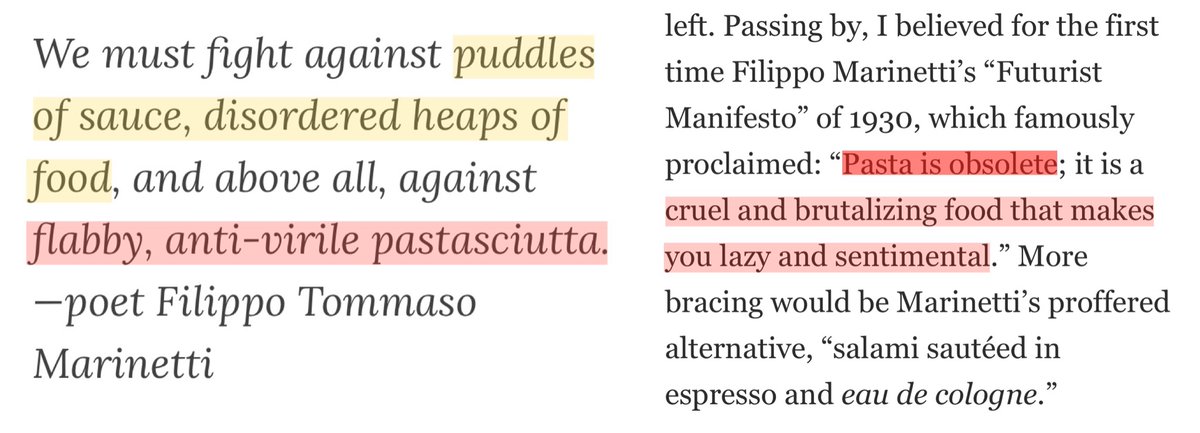 We must fight against puddles
of sauce, disordered heaps of
food, and above all, against
flabby, anti-virile pastasciutta.
—poet Filippo Tommaso
Marinetti
left. Passing by, I believed for the first
time Filippo Marinetti’s “Futurist
Manifesto” of 1930, which famously
proclaimed: “Pasta is obsolete; it is a
cruel and brutalizing food that makes
you lazy and sentimental.” More
bracing would be Marinetti’s proffered
alternative, “salami sautéed in
espresso and eau de cologne.”